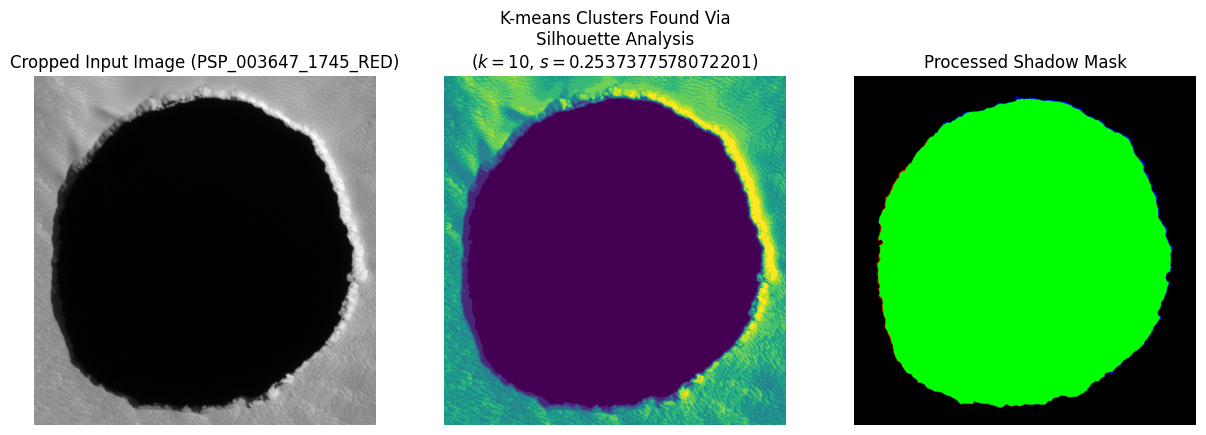 Cropped Input Image (PSP_003647_1745_RED)
K-means Clusters Found Via
Silhouette Analysis
(k = 10, s = 0.2537377578072201)
Processed Shadow Mask